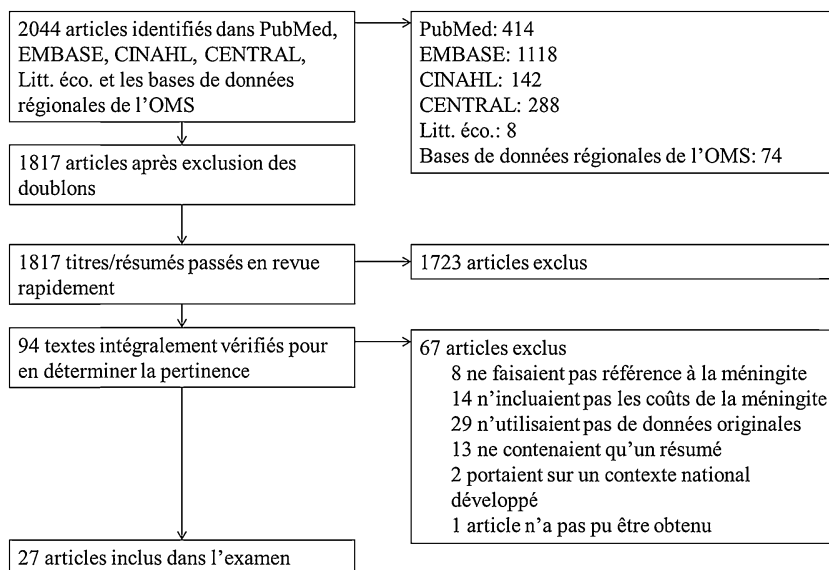 2044 articles identifiés dans PubMed,
EMBASE, CINAHL, CENTRAL,
Litt. éco. et les bases de données
régionales de l’OMS
PubMed: 414
EMBASE: 1118
CINAHL: 142
CENTRAL: 288
Litt. éco.: 8
Bases de données régionales de l’OMS: 74
1817 articles après exclusion des
doublons
1817 titres/résumés passés en revue
rapidement
1723 articles exclus
94 textes intégralement vérifiés pour
en déterminer la pertinence
67 articles exclus
8 ne faisaient pas référence à la méningite
14 n’incluaient pas les coûts de la méningite
29 n’utilisaient pas de données originales
13 ne contenaient qu’un résumé
2 portaient sur un contexte national
développé
1 article n’a pas pu être obtenu
27 articles inclus dans l’examen